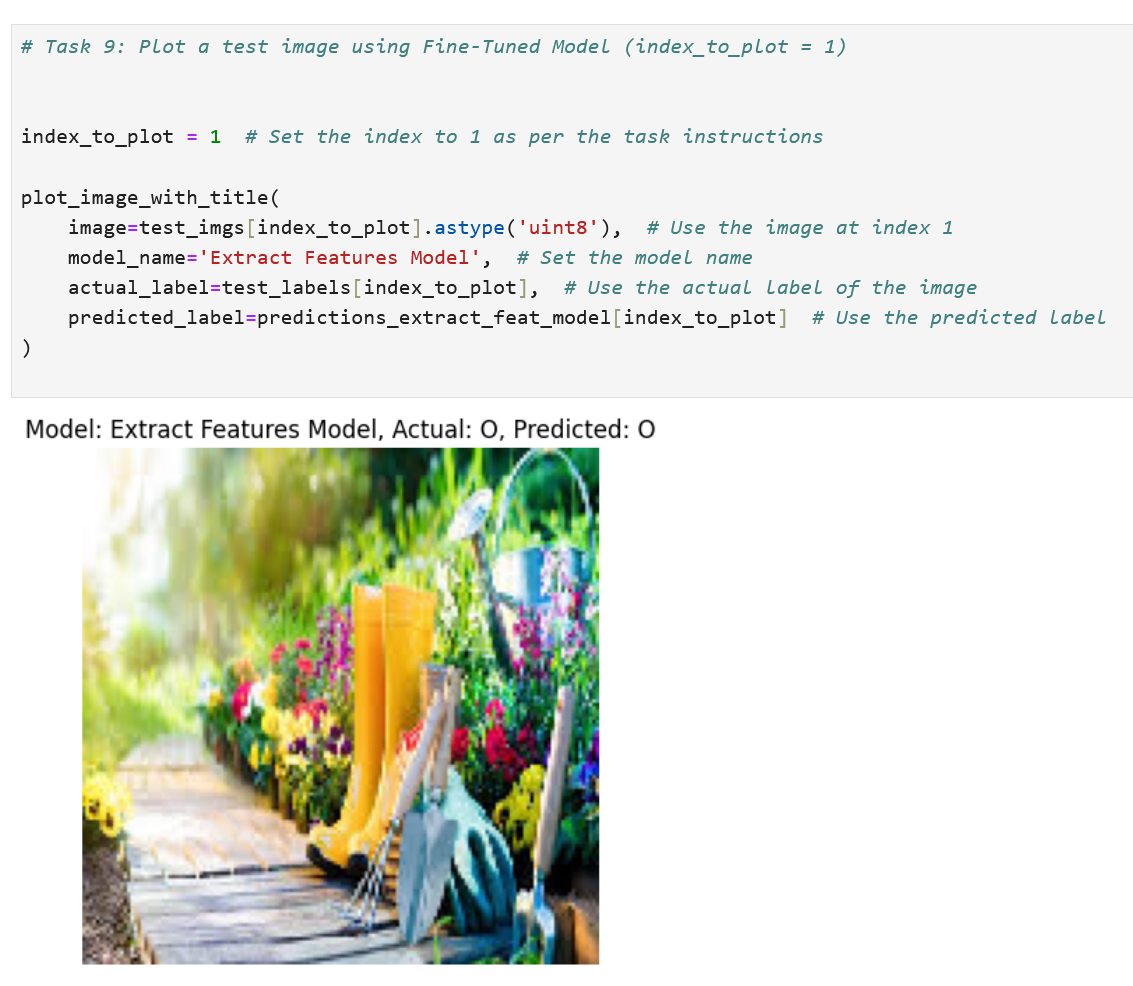 # Task 9: Plot a test image using Fine-Tuned Model (index_to_plot = 1)
index_to_plot = 1  # Set the index to 1 as per the task instructions
plot_image_with_title(
    image=test_imgs[index_to_plot].astype('uint8'),  # Use the image at index 1
    model_name='Extract Features Model',  # Set the model name
    actual_label=test_labels[index_to_plot],  # Use the actual label of the image
    predicted_label=predictions_extract_feat_model[index_to_plot]  # Use the predicted label
)
Model: Extract Features Model, Actual: O, Predicted: O